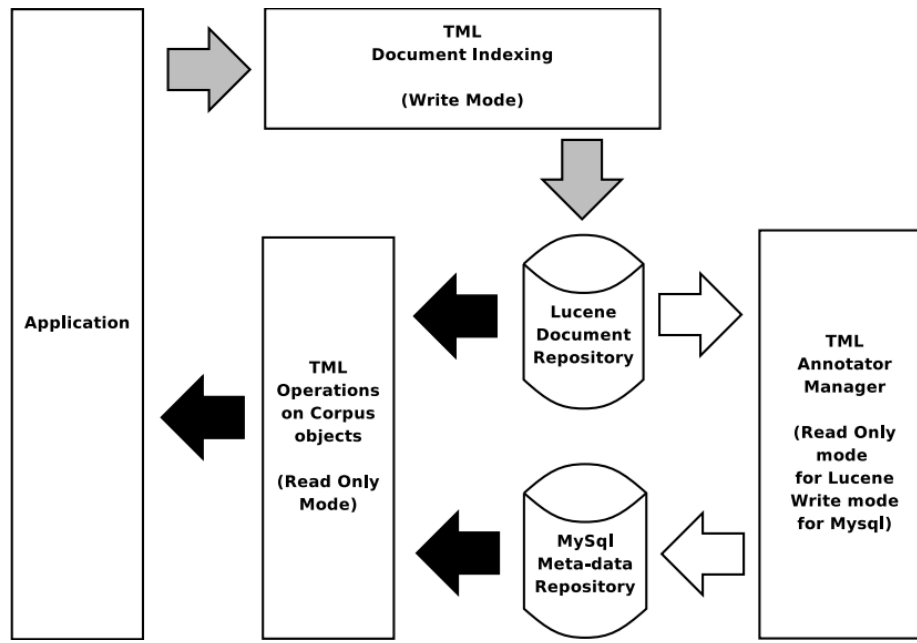 TML
Document Indexing
(Write Mode)
Application
TML
Operations
on Corpus
objects
(Read Only
Mode)
Lucene
Document
Repository
MySql
Meta-data
Repository
TML
Annotator
Manager
(Read Only
mode
for Lucene
Write mode
for Mysql)